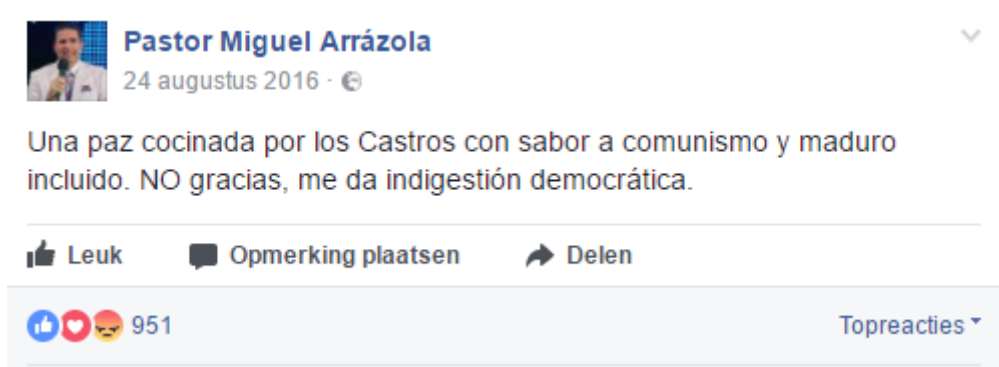 Pastor Miguel Arrázola
24 augustus 2016 ·
Una paz cocinada por los Castros con sabor a comunismo y maduro
incluido. NO gracias, me da indigestión democrática.
Leuk Opmerking plaatsen Delen
951 Topreacties